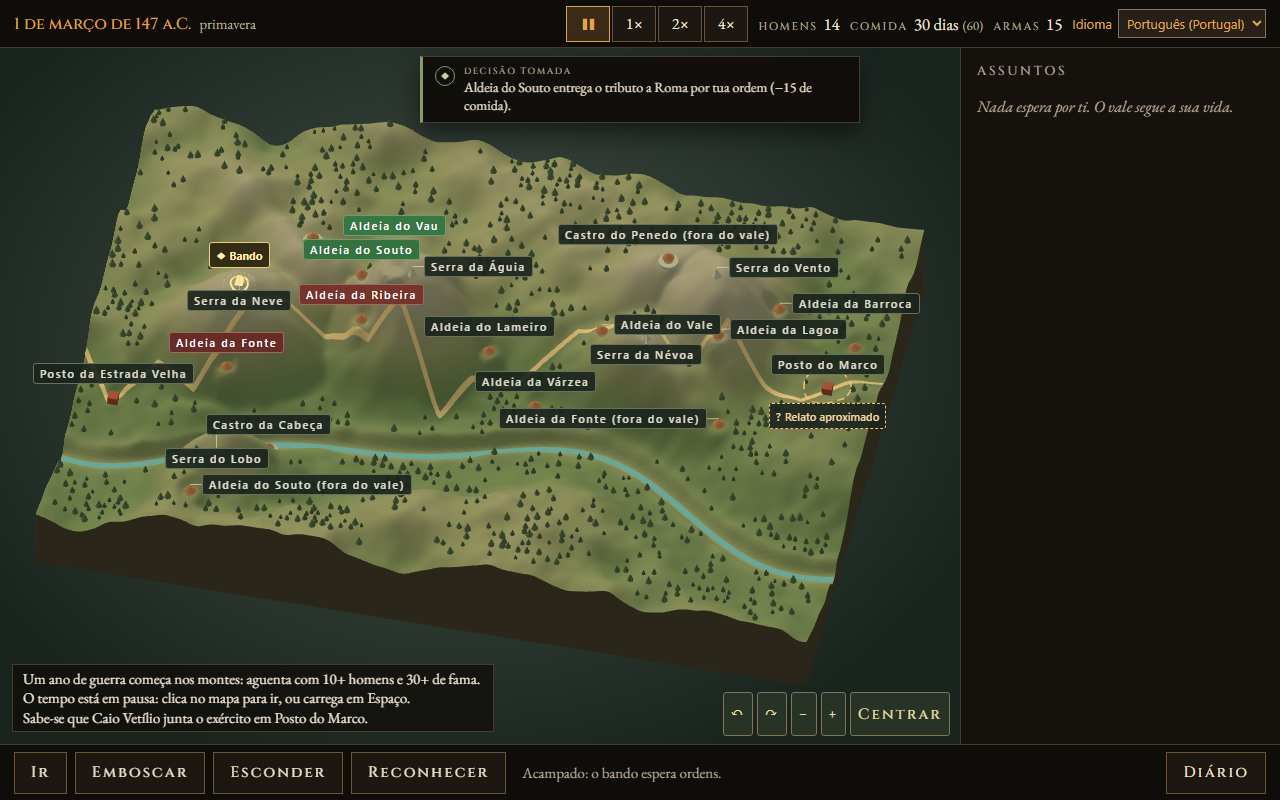 1 DE MARÇO DE 147 A.C. primavera
1× 2× 4×
HOMENS 14 COMIDA 30 dias (60) ARMAS 15 Idioma Português (Portugal)
DECISÃO TOMADA
Aldeia do Souto entrega o tributo a Roma por tua ordem (−15 de
comida).
ASSUNTOS
Nada espera por ti. O vale segue a sua vida.
Aldeia do Vau
Castro do Penedo (fora do vale)
Aldeia do Souto
◆ Bando
Serra da Águia
Serra do Vento
Serra da Neve
Aldeia da Ribeira
Aldeia da Barroca
Aldeia do Lameiro
Aldeia do Vale
Aldeia da Lagoa
Aldeia da Fonte
Serra da Névoa
Posto do Marco
Posto da Estrada Velha
Aldeia da Várzea
? Relato aproximado
Aldeia da Fonte (fora do vale)
Castro da Cabeça
Serra do Lobo
Aldeia do Souto (fora do vale)
Um ano de guerra começa nos montes: aguenta com 10+ homens e 30+ de fama.
O tempo está em pausa: clica no mapa para ir, ou carrega em Espaço.
Sabe-se que Caio Vetílio junta o exército em Posto do Marco.
− + CENTRAR
IR EMBOSCAR ESCONDER RECONHECER Acampado: o bando espera ordens. DIÁRIO